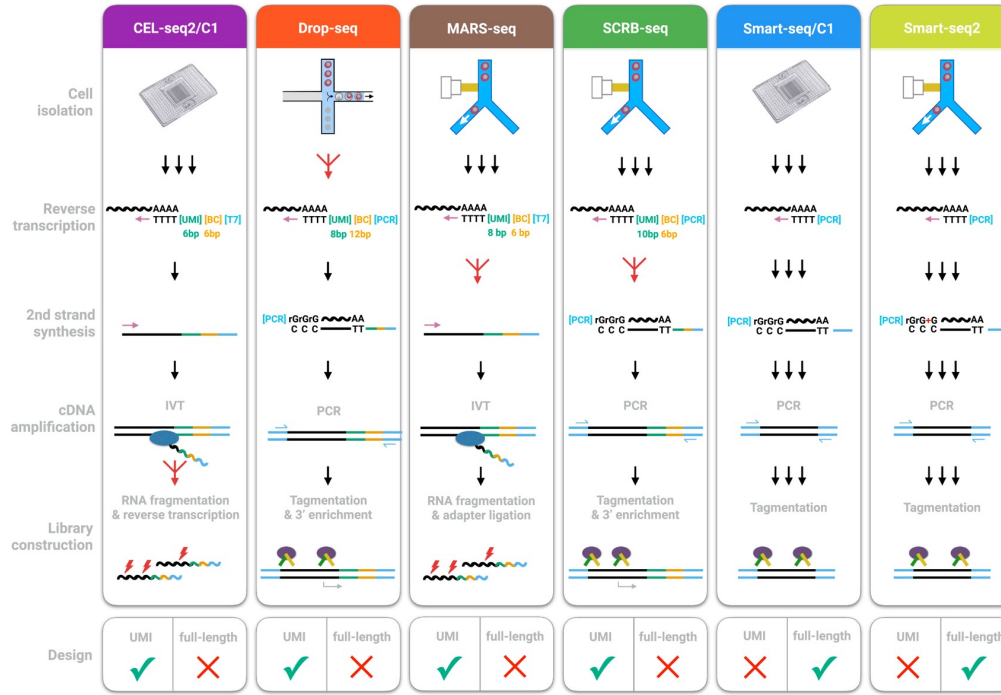 CEL-seq2/C1
Drop-seq
MARS-seq
SCRB-seq
Smart-seq/C1
Smart-seq2
Cell
isolation
Reverse
transcription
AAAA
TTTT [UMI] [BC] [T7]
6bp 6bp
AAAA
TTTT [UMI] [BC] [PCR]
8bp 12bp
AAAA
TTTT [UMI] [BC] [T7]
8 bp 6 bp
AAAA
TTTT [UMI] [BC] [PCR]
10bp 6bp
AAAA
TTTT [PCR]
AAAA
TTTT [PCR]
2nd strand
synthesis
[PCR] rGrGrG AA
C C C TT
[PCR] rGrGrG AA
C C C TT
[PCR] rGrGrG AA
C C C TT
[PCR] rGrG+G AA
C C C TT
cDNA
amplification
IVT
PCR
IVT
PCR
PCR
PCR
Library
construction
RNA fragmentation
& reverse transcription
Tagmentation
& 3' enrichment
RNA fragmentation
& adapter ligation
Tagmentation
& 3' enrichment
Tagmentation
Tagmentation
Design
UMI full-length
UMI full-length
UMI full-length
UMI full-length
UMI full-length
UMI full-length